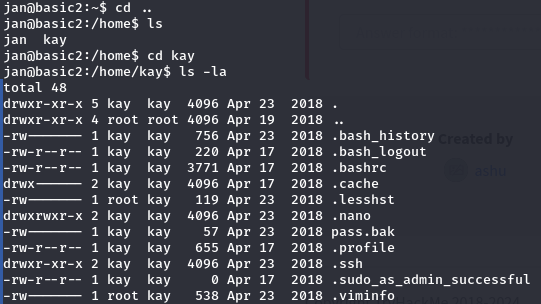 jan@basic2:~$ cd ..
jan@basic2:/home$ ls
jan  kay
jan@basic2:/home$ cd kay
jan@basic2:/home/kay$ ls -la
total 48
drwxr-xr-x 5 kay  kay  4096 Apr 23  2018 .
drwxr-xr-x 4 root root 4096 Apr 19  2018 ..
-rw------- 1 kay  kay   756 Apr 23  2018 .bash_history
-rw-r--r-- 1 kay  kay   220 Apr 17  2018 .bash_logout
-rw-r--r-- 1 kay  kay  3771 Apr 17  2018 .bashrc
drwx------ 2 kay  kay  4096 Apr 17  2018 .cache
-rw------- 1 root kay   119 Apr 23  2018 .lesshst
drwxrwxr-x 2 kay  kay  4096 Apr 23  2018 .nano
-rw------- 1 kay  kay    57 Apr 23  2018 pass.bak
-rw-r--r-- 1 kay  kay   655 Apr 17  2018 .profile
drwxr-xr-x 2 kay  kay  4096 Apr 23  2018 .ssh
-rw-r--r-- 1 kay  kay     0 Apr 17  2018 .sudo_as_admin_successful
-rw------- 1 root kay   538 Apr 23  2018 .viminfo
Created by
ashu